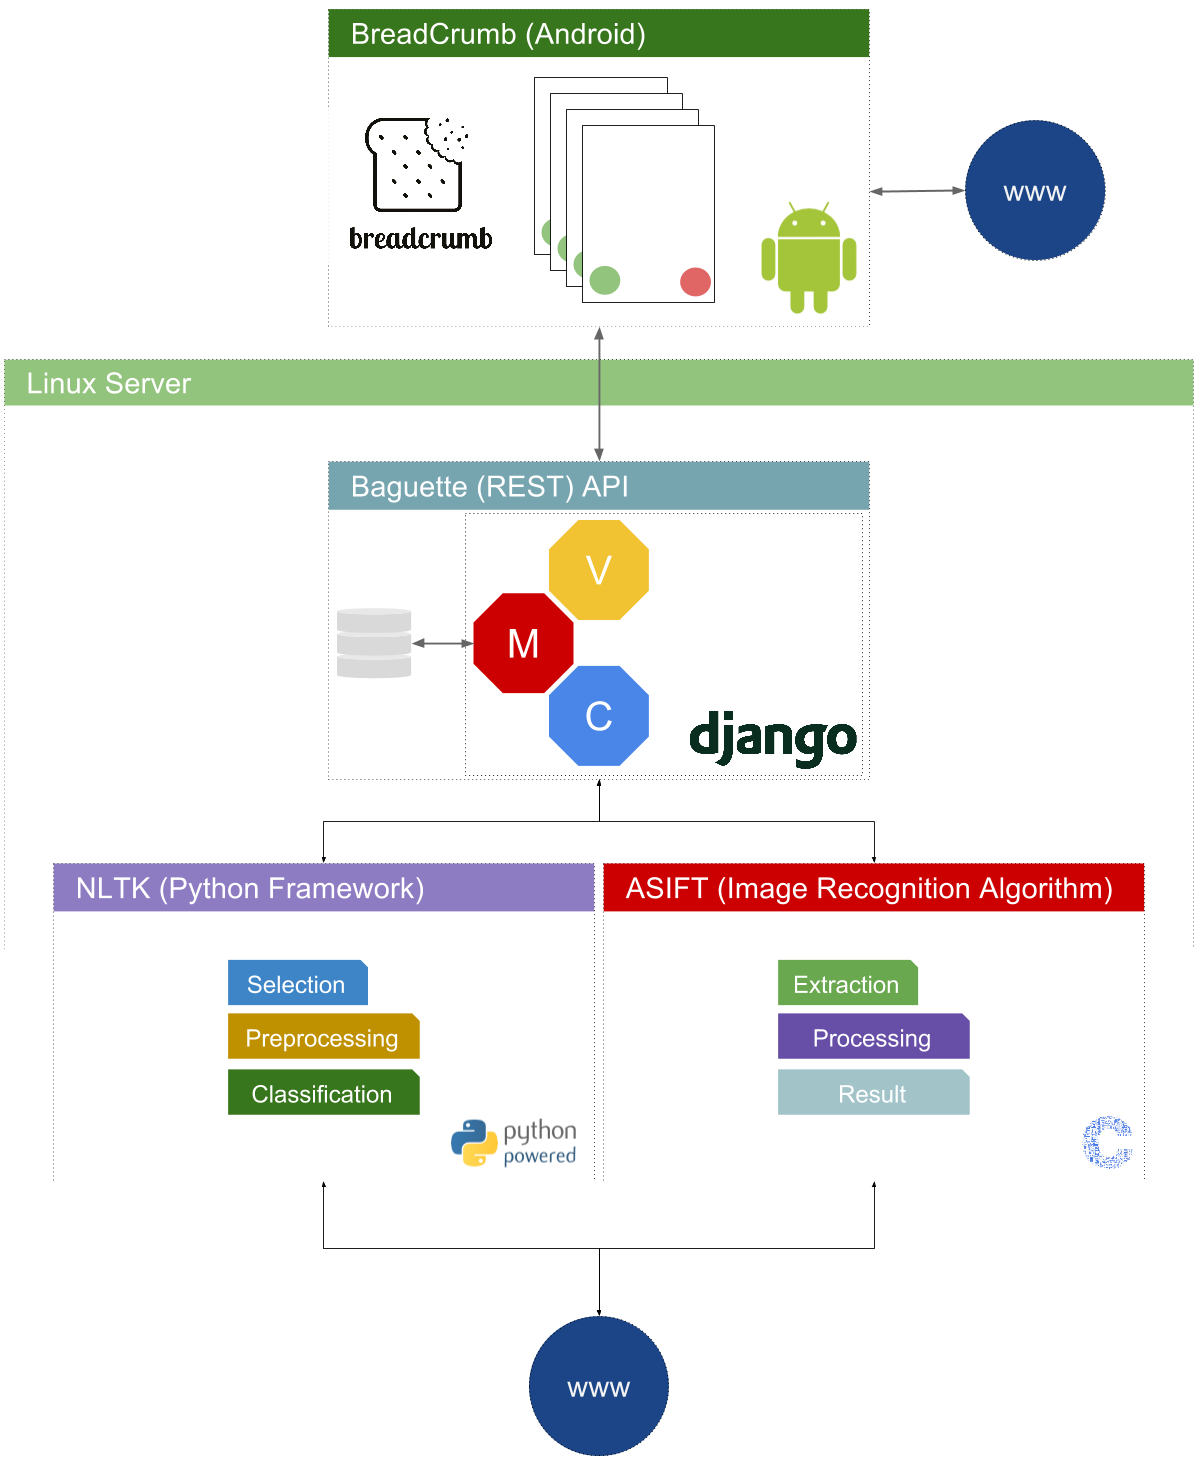 BreadCrumb (Android)
breadcrumb
www
Linux Server
Baguette (REST) API
V
M
C
django
NLTK (Python Framework)
ASIFT (Image Recognition Algorithm)
Selection
Preprocessing
Classification
python
powered
Extraction
Processing
Result
C
www